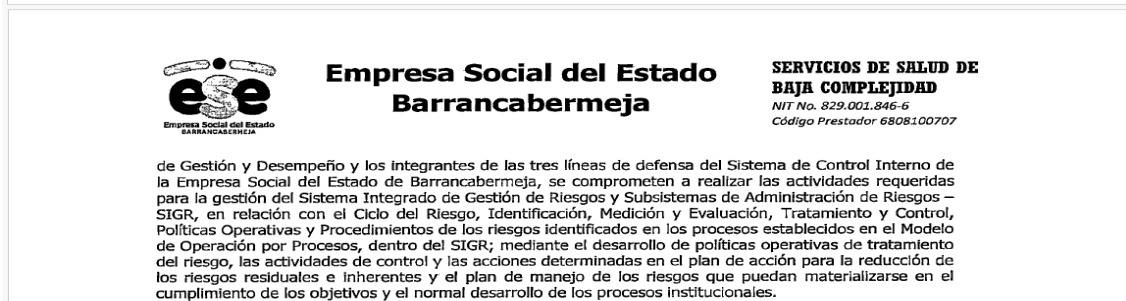 ese
Empresa Social del Estado
BARRANCABERMEJA
Empresa Social del Estado
Barrancabermeja
SERVICIOS DE SALUD DE
BAJA COMPLEJIDAD
NIT No. 829.001.846-6
Código Prestador 6808100707
de Gestión y Desempeño y los integrantes de las tres líneas de defensa del Sistema de Control Interno de
la Empresa Social del Estado de Barrancabermeja, se comprometen a realizar las actividades requeridas
para la gestión del Sistema Integrado de Gestión de Riesgos y Subsistemas de Administración de Riesgos –
SIGR, en relación con el Ciclo del Riesgo, Identificación, Medición y Evaluación, Tratamiento y Control,
Políticas Operativas y Procedimientos de los riesgos identificados en los procesos establecidos en el Modelo
de Operación por Procesos, dentro del SIGR; mediante el desarrollo de políticas operativas de tratamiento
del riesgo, las actividades de control y las acciones determinadas en el plan de acción para la reducción de
los riesgos residuales e inherentes y el plan de manejo de los riesgos que puedan materializarse en el
cumplimiento de los objetivos y el normal desarrollo de los procesos institucionales.